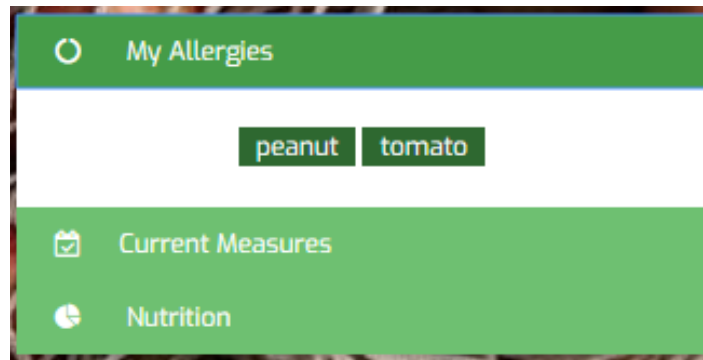 My Allergies
peanut tomato
Current Measures
Nutrition